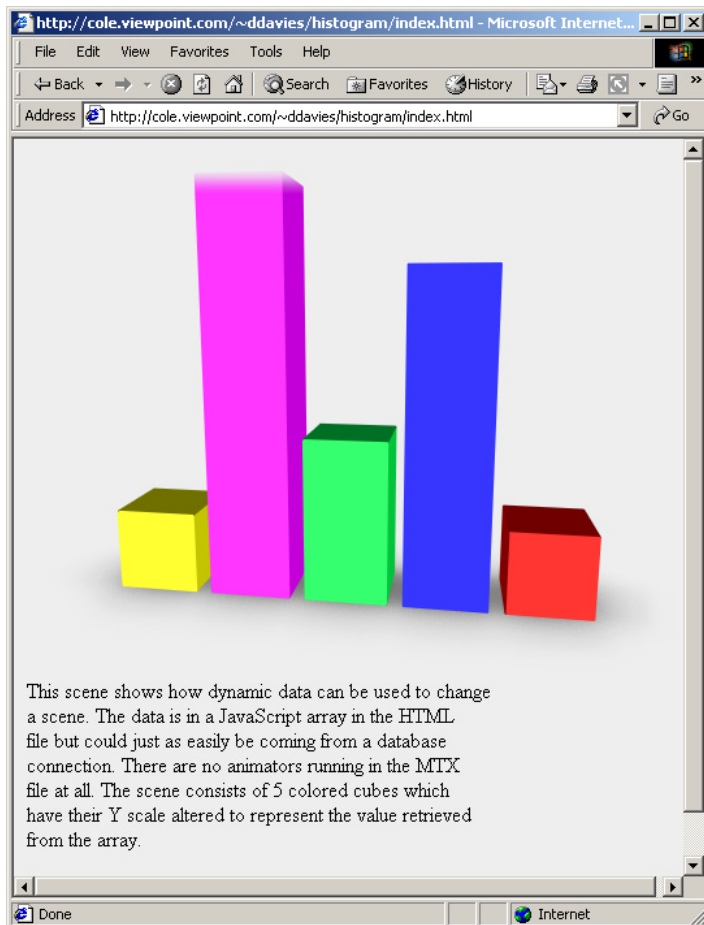 http://cole.viewpoint.com/~ddavies/histogram/index.html - Microsoft Internet...
File Edit View Favorites Tools Help
Back Search Favorites History »
Address http://cole.viewpoint.com/~ddavies/histogram/index.html Go
This scene shows how dynamic data can be used to change
a scene. The data is in a JavaScript array in the HTML
file but could just as easily be coming from a database
connection. There are no animators running in the MTX
file at all. The scene consists of 5 colored cubes which
have their Y scale altered to represent the value retrieved
from the array.
Done Internet